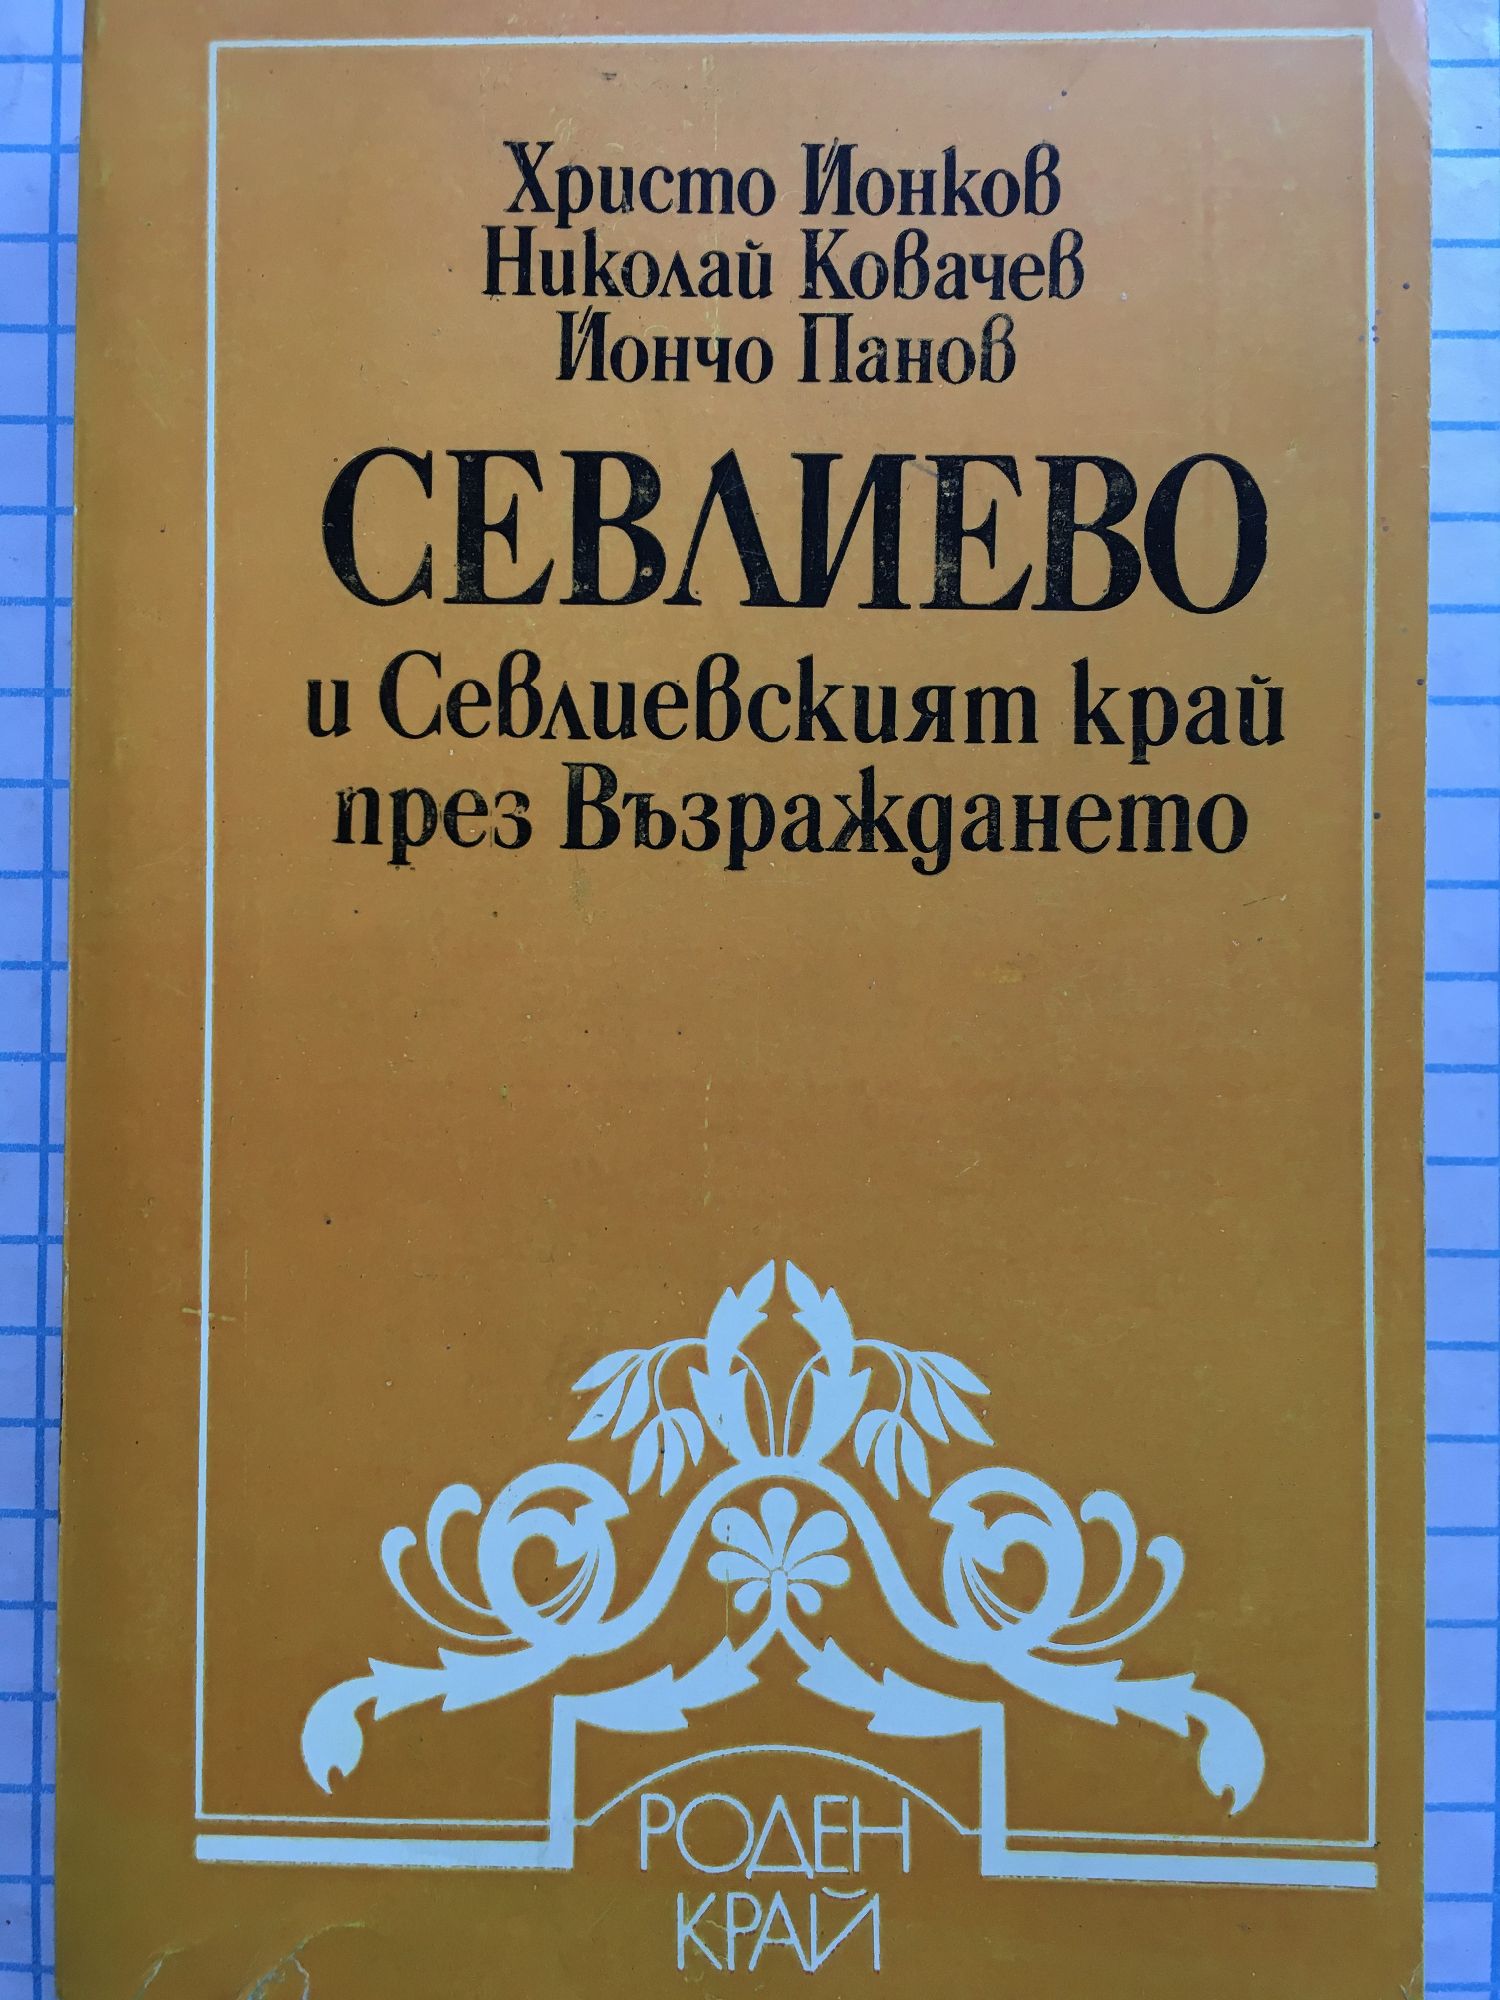 Христо Йонков
Николай Ковачев
Йончо Панов
СЕВЛИЕВО
и Севлиевският край
през Възраждането
РОДЕН
КРАЙ